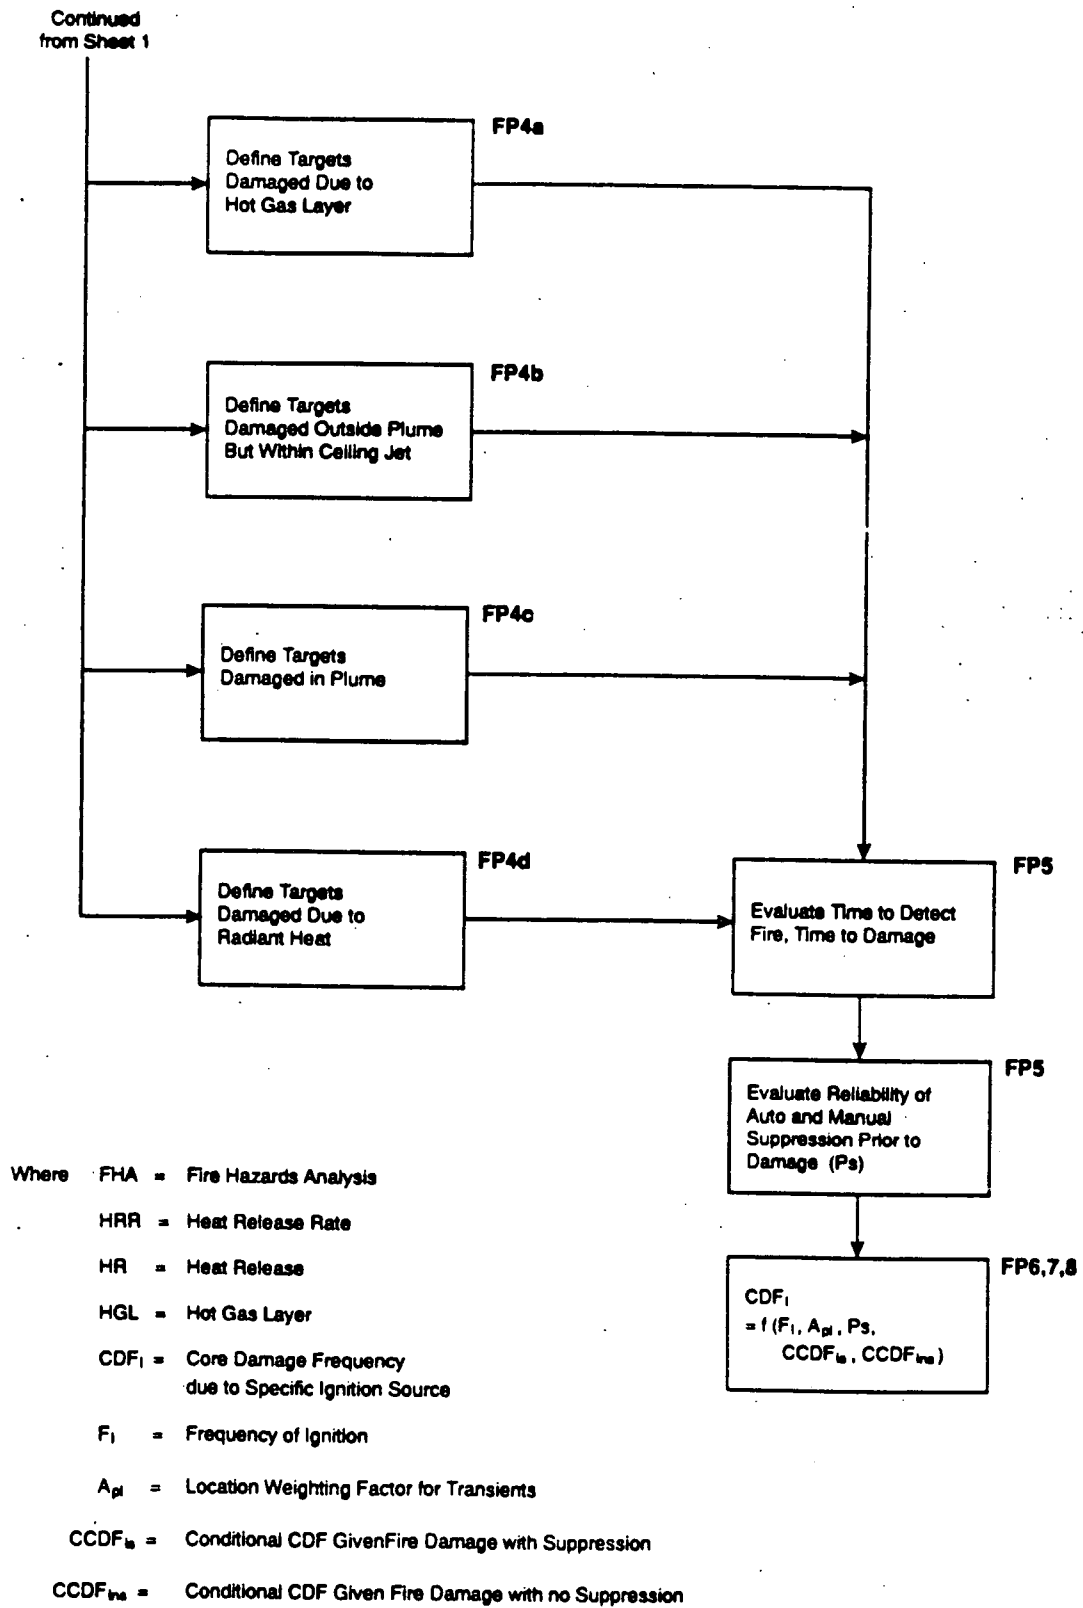 Continued
from Sheet 1
FP4a
Define Targets
Damaged Due to
Hot Gas Layer
FP4b
Define Targets
Damaged Outside Plume
But Within Ceiling Jet
FP4c
Define Targets
Damaged in Plume
FP4d
Define Targets
Damaged Due to
Radiant Heat
FP5
Evaluate Time to Detect
Fire, Time to Damage
FP5
Evaluate Reliability of
Auto and Manual
Suppression Prior to
Damage (Ps)
FP6,7,8
CDFI
= f (FI, Apl, Ps,
CCDFis, CCDFins)
Where FHA = Fire Hazards Analysis
HRR = Heat Release Rate
HR = Heat Release
HGL = Hot Gas Layer
CDFI = Core Damage Frequency
due to Specific Ignition Source
FI = Frequency of Ignition
Apl = Location Weighting Factor for Transients
CCDFis = Conditional CDF GivenFire Damage with Suppression
CCDFins = Conditional CDF Given Fire Damage with no Suppression